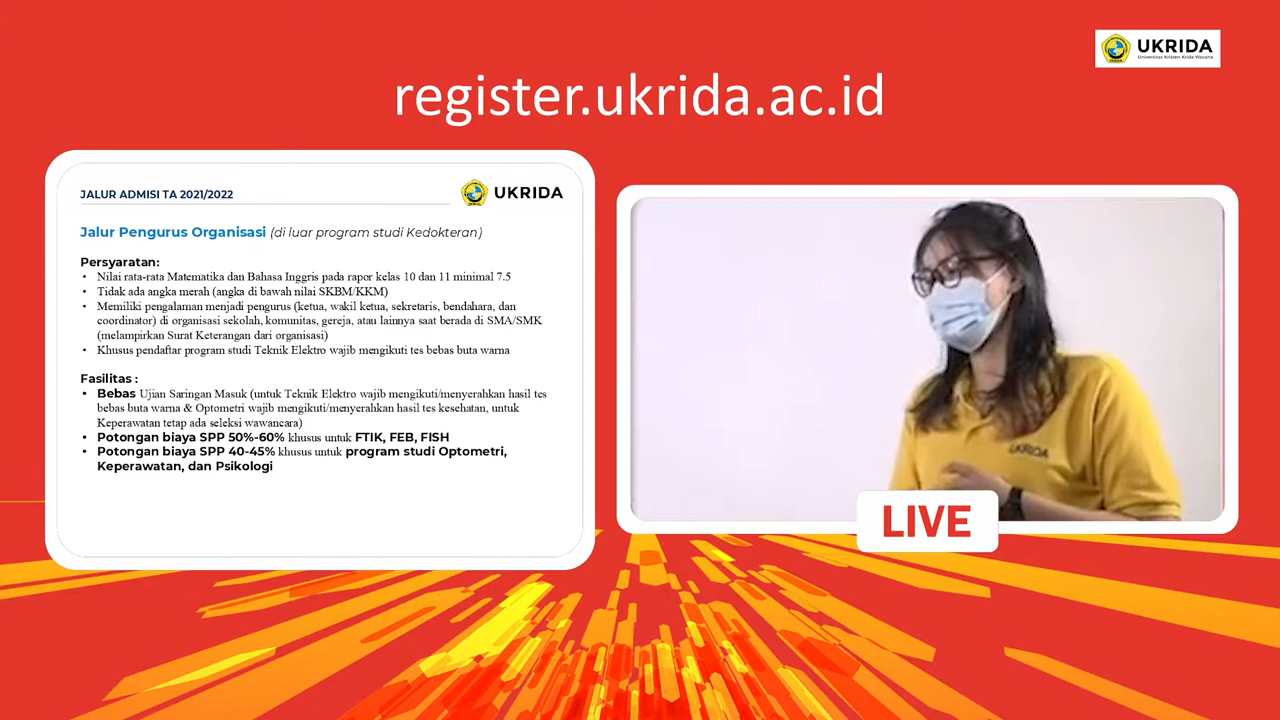 UKRIDA
Universitas Kristen Krida Wacana
register.ukrida.ac.id
JALUR ADMISI TA 2021/2022
UKRIDA
Jalur Pengurus Organisasi (di luar program studi Kedokteran)
Persyaratan:
• Nilai rata-rata Matematika dan Bahasa Inggris pada rapor kelas 10 dan 11 minimal 7.5
• Tidak ada angka merah (angka di bawah nilai SKBM/KKM)
• Memiliki pengalaman menjadi pengurus (ketua, wakil ketua, sekretaris, bendahara, dan
coordinator) di organisasi sekolah, komunitas, gereja, atau lainnya saat berada di SMA/SMK
(melampirkan Surat Keterangan dari organisasi)
• Khusus pendaftar program studi Teknik Elektro wajib mengikuti tes bebas buta warna
Fasilitas :
• Bebas Ujian Saringan Masuk (untuk Teknik Elektro wajib mengikuti/menyerahkan hasil tes
bebas buta warna & Optometri wajib mengikuti/menyerahkan hasil tes kesehatan, untuk
Keperawatan tetap ada seleksi wawancara)
• Potongan biaya SPP 50%-60% khusus untuk FTIK, FEB, FISH
• Potongan biaya SPP 40-45% khusus untuk program studi Optometri,
Keperawatan, dan Psikologi
UKRIDA
LIVE